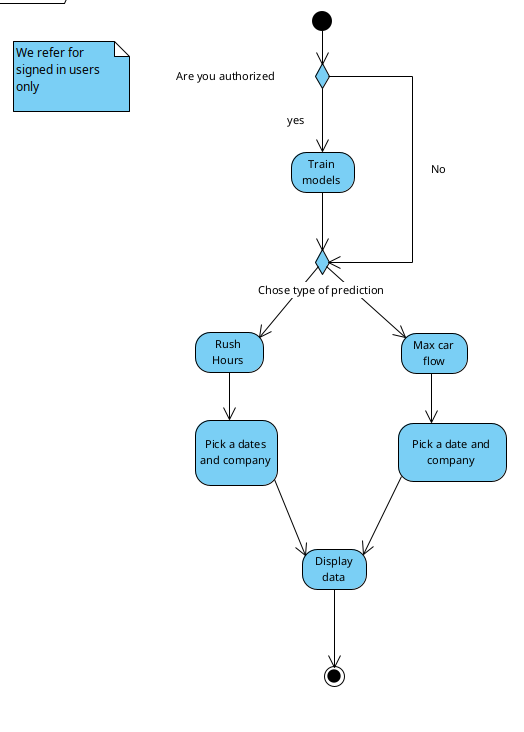 We refer for
signed in users
only
Are you authorized
yes
Train
models
No
Chose type of prediction
Rush
Hours
Max car
flow
Pick a dates
and company
Pick a date and
company
Display
data